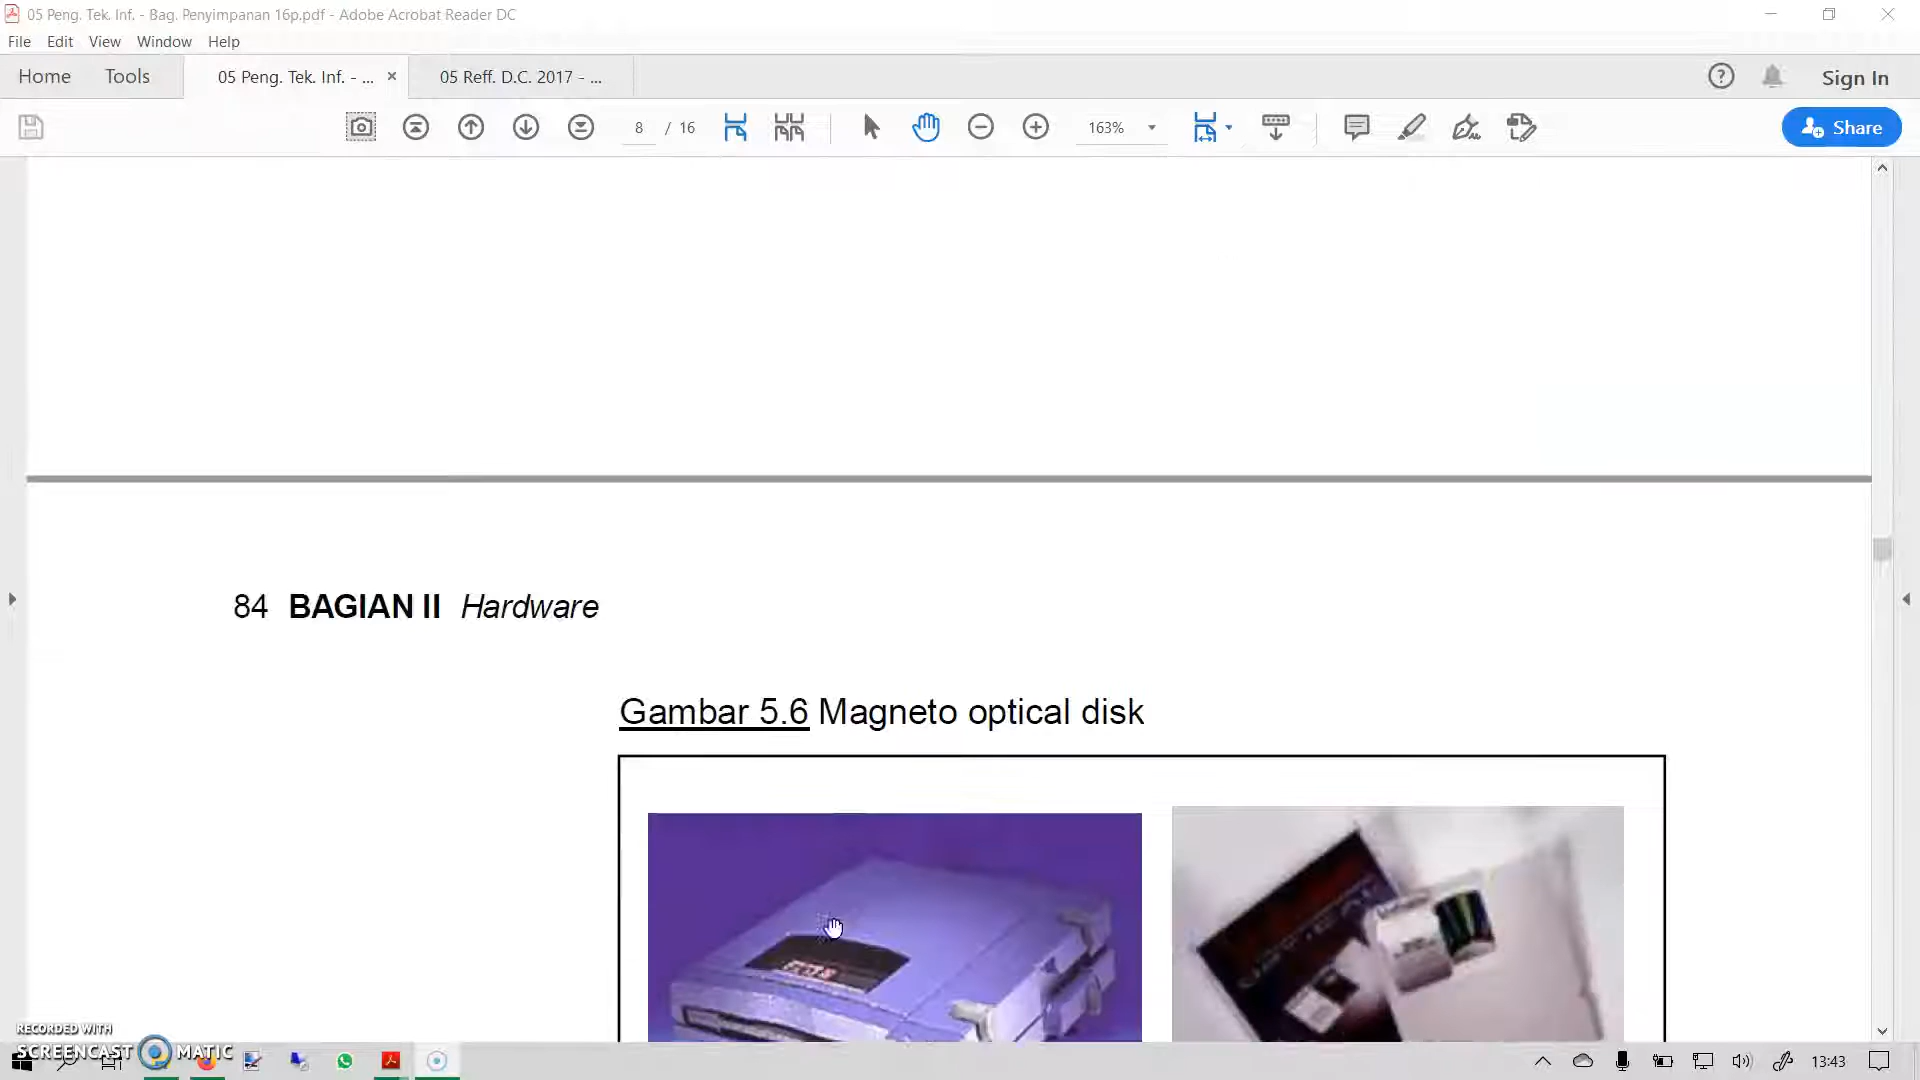 05 Peng. Tek. Inf. - Bag. Penyimpanan 16p.pdf - Adobe Acrobat Reader DC
File Edit View Window Help
Home Tools 05 Peng. Tek. Inf. - ... 05 Reff. D.C. 2017 - ... Sign In
8 / 16 163% Share
84 BAGIAN II Hardware
Gambar 5.6 Magneto optical disk
RECORDED WITH
SCREENCAST MATIC
13:43